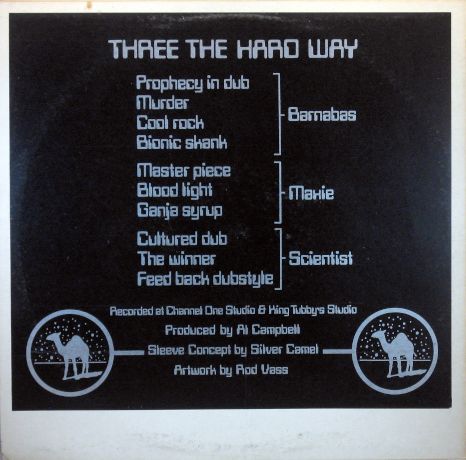 THREE THE HARD WAY
Prophecy in dub
Murder
Cool rock
Bionic skank
Barnabas
Master piece
Blood light
Ganja syrup
Maxie
Cultured dub
The winner
Feed back dubstyle
Scientist
Recorded at Channel One Studio & King Tubby's Studio
Produced by Al Campbell
Sleeve Concept by Silver Camel
Artwork by Rod Vass